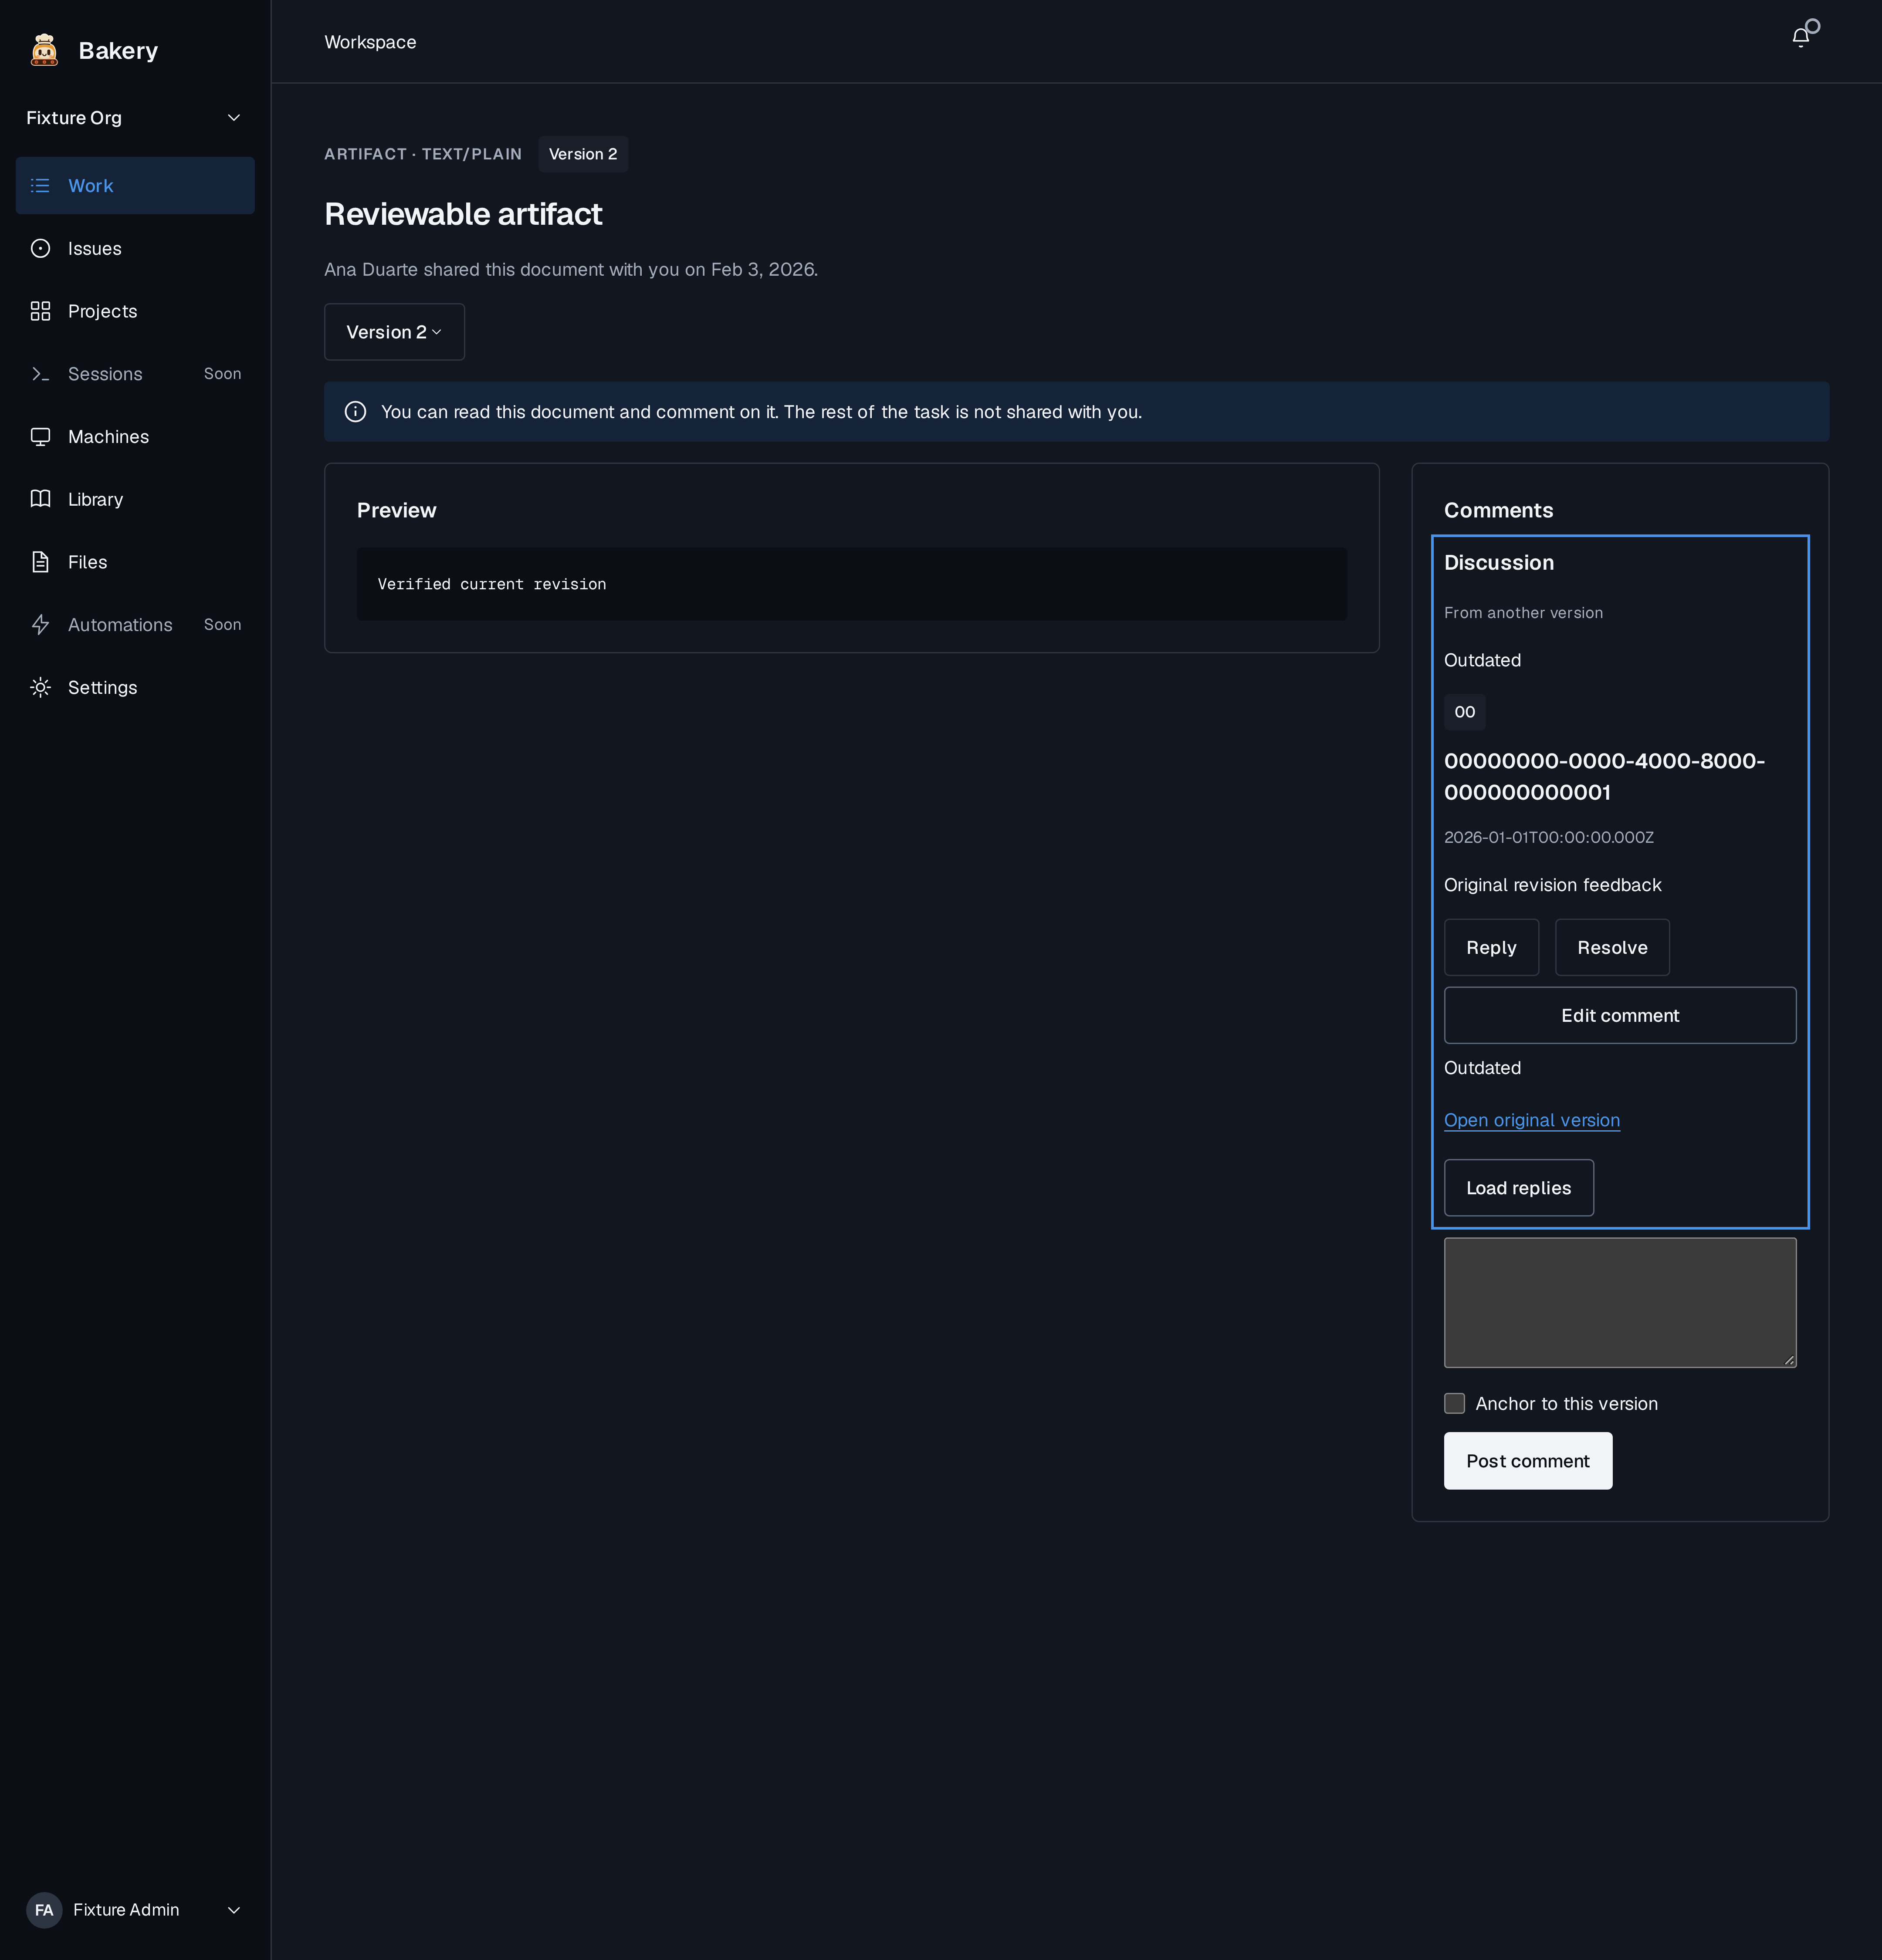 Bakery
Fixture Org
Work
Issues
Projects
Sessions Soon
Machines
Library
Files
Automations Soon
Settings
FA Fixture Admin
Workspace
ARTIFACT · TEXT/PLAIN Version 2
Reviewable artifact
Ana Duarte shared this document with you on Feb 3, 2026.
Version 2
You can read this document and comment on it. The rest of the task is not shared with you.
Preview
Verified current revision
Comments
Discussion
From another version
Outdated
00
00000000-0000-4000-8000-
000000000001
2026-01-01T00:00:00.000Z
Original revision feedback
Reply Resolve
Edit comment
Outdated
Open original version
Load replies
Anchor to this version
Post comment